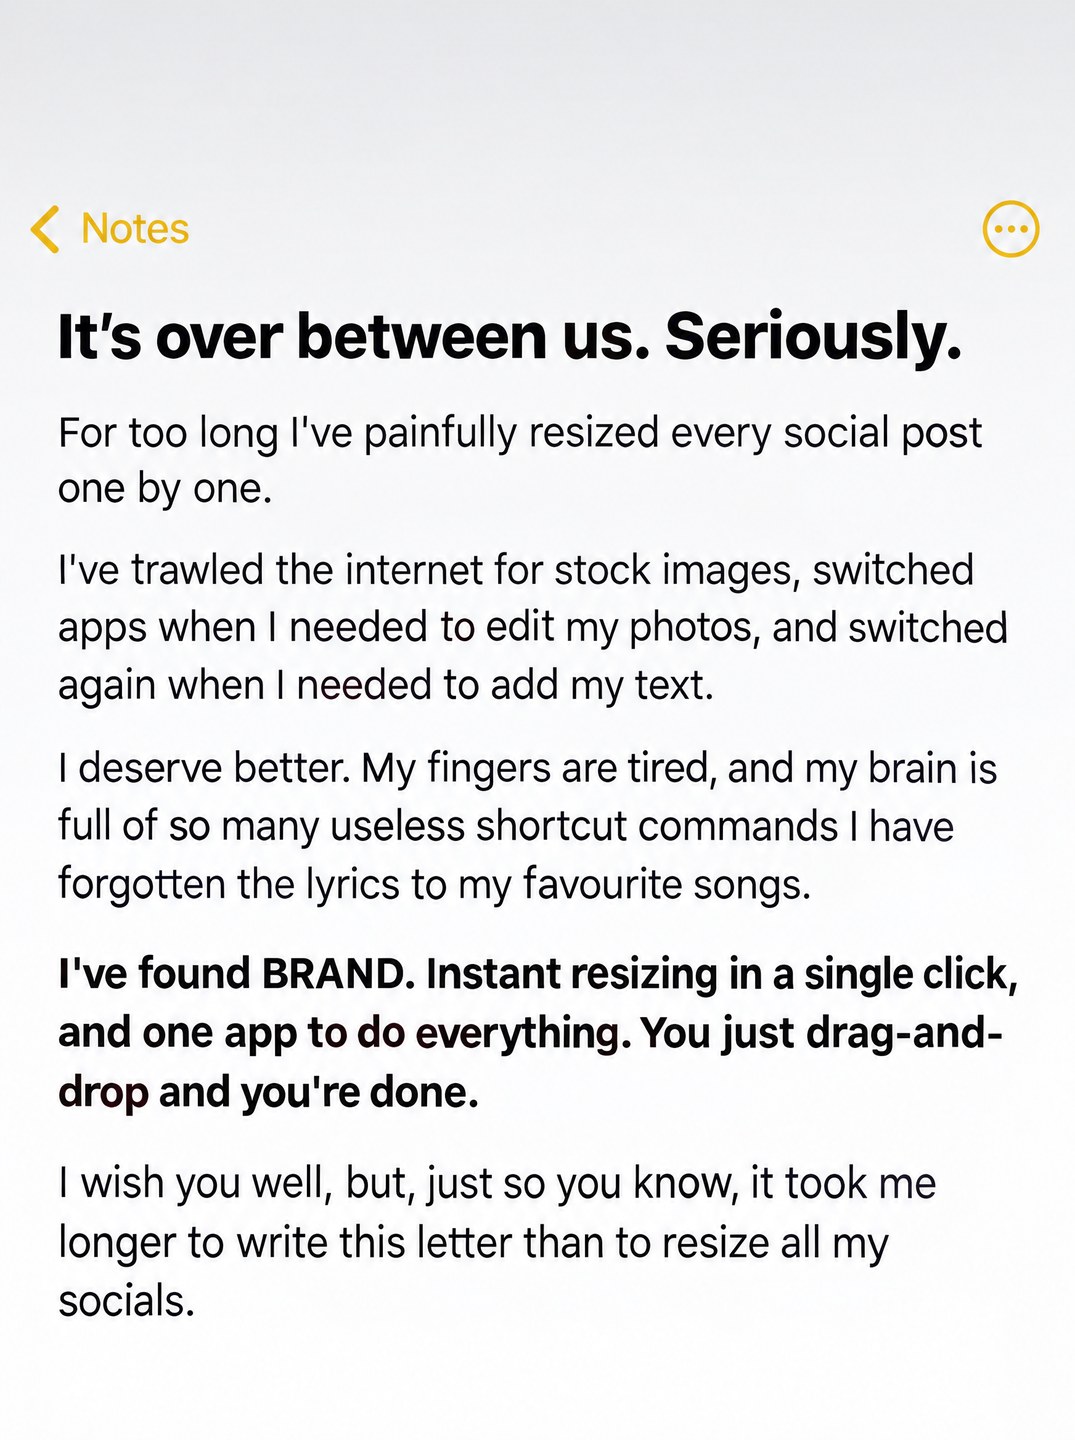 Notes
It’s over between us. Seriously.
For too long I've painfully resized every social post
one by one.
I've trawled the internet for stock images, switched
apps when I needed to edit my photos, and switched
again when I needed to add my text.
I deserve better. My fingers are tired, and my brain is
full of so many useless shortcut commands I have
forgotten the lyrics to my favourite songs.
I've found BRAND. Instant resizing in a single click,
and one app to do everything. You just drag-and-
drop and you're done.
I wish you well, but, just so you know, it took me
longer to write this letter than to resize all my
socials.